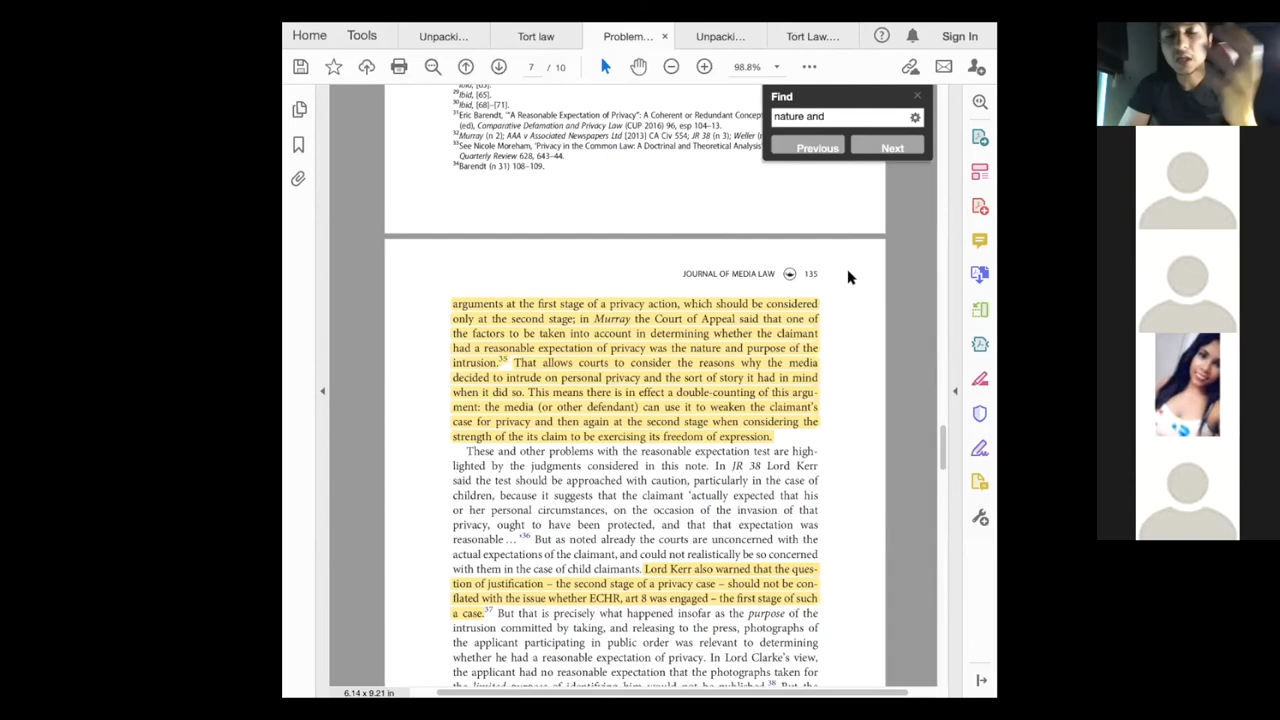 Home Tools Unpacki... Tort law Problem... × Unpacki... Tort Law.... Sign In
7 / 10 98.8%
Find
nature and
Previous Next
²⁹Ibid, [65].
³⁰Ibid, [68]–[71].
³¹Eric Barendt, '"A Reasonable Expectation of Privacy": A Coherent or Redundant Concep
(ed), Comparative Defamation and Privacy Law (CUP 2016) 96, esp 104–13.
³²Murray (n 2); AAA v Associated Newspapers Ltd [2013] CA Civ 554; JR 38 (n 3); Weller (n
³³See Nicole Moreham, 'Privacy in the Common Law: A Doctrinal and Theoretical Analysis'
Quarterly Review 628, 643–44.
³⁴Barendt (n 31) 108–109.
JOURNAL OF MEDIA LAW 135
arguments at the first stage of a privacy action, which should be considered
only at the second stage; in Murray the Court of Appeal said that one of
the factors to be taken into account in determining whether the claimant
had a reasonable expectation of privacy was the nature and purpose of the
intrusion.³⁵ That allows courts to consider the reasons why the media
decided to intrude on personal privacy and the sort of story it had in mind
when it did so. This means there is in effect a double-counting of this argu-
ment: the media (or other defendant) can use it to weaken the claimant's
case for privacy and then again at the second stage when considering the
strength of the its claim to be exercising its freedom of expression.
These and other problems with the reasonable expectation test are high-
lighted by the judgments considered in this note. In JR 38 Lord Kerr
said the test should be approached with caution, particularly in the case of
children, because it suggests that the claimant 'actually expected that his
or her personal circumstances, on the occasion of the invasion of that
privacy, ought to have been protected, and that that expectation was
reasonable ... '³⁶ But as noted already the courts are unconcerned with the
actual expectations of the claimant, and could not realistically be so concerned
with them in the case of child claimants. Lord Kerr also warned that the ques-
tion of justification – the second stage of a privacy case – should not be con-
flated with the issue whether ECHR, art 8 was engaged – the first stage of such
a case.³⁷ But that is precisely what happened insofar as the purpose of the
intrusion committed by taking, and releasing to the press, photographs of
the applicant participating in public order was relevant to determining
whether he had a reasonable expectation of privacy. In Lord Clarke's view,
the applicant had no reasonable expectation that the photographs taken for
the limited purpose of identifying him would not be published.³⁸ But the
6.14 x 9.21 in